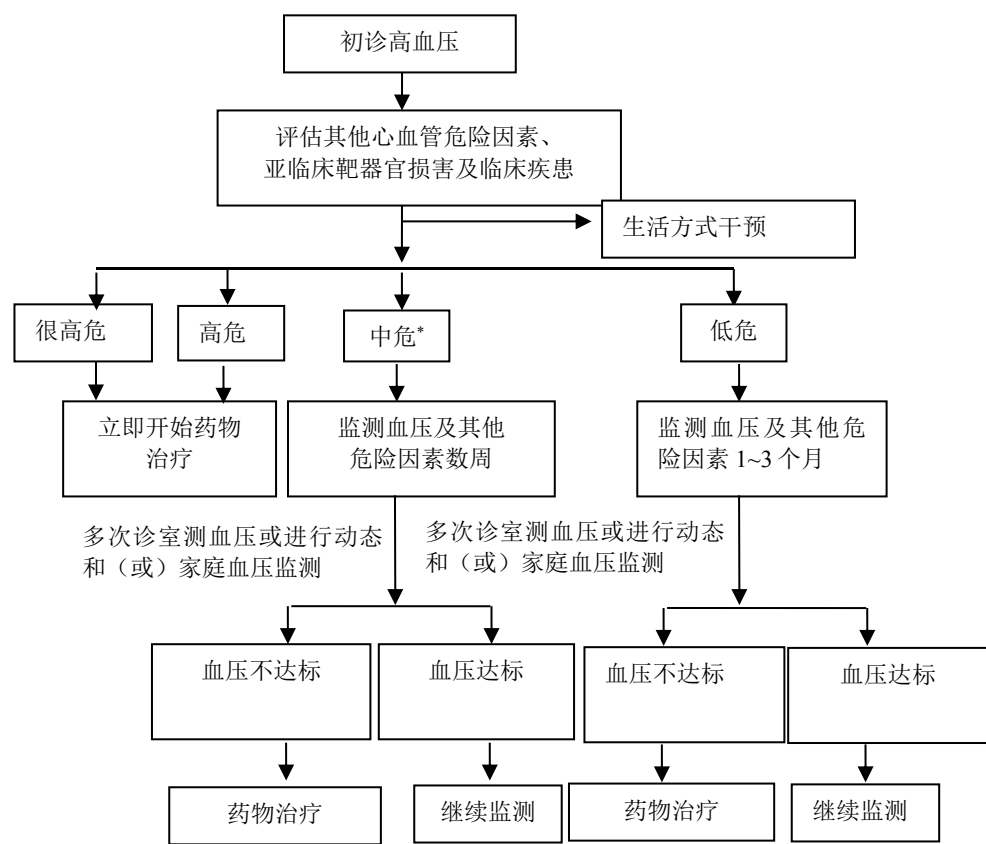 初诊高血压
评估其他心血管危险因素、
亚临床靶器官损害及临床疾患
生活方式干预
很高危
高危
中危*
低危
立即开始药物
治疗
监测血压及其他
危险因素数周
监测血压及其他危
险因素 1~3 个月
多次诊室测血压或进行动态
和（或）家庭血压监测
多次诊室测血压或进行动态
和（或）家庭血压监测
血压不达标
血压达标
血压不达标
血压达标
药物治疗
继续监测
药物治疗
继续监测